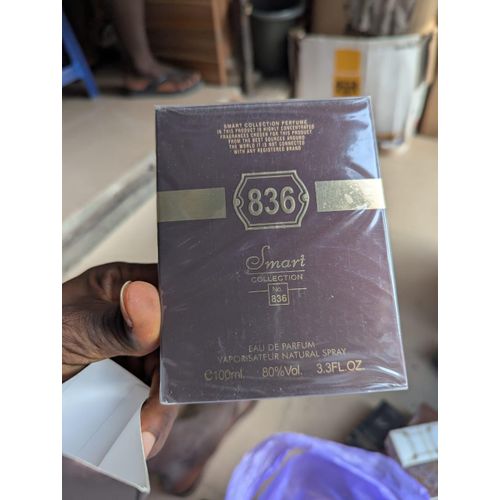 SMART COLLECTION PERFUME
IN THIS PRODUCT IS HIGHLY CONCENTRATED
FRAGRANCES CHOSEN FOR THIS PRODUCT
FROM THE BEST SOURCES AROUND
THE WORLD IT IS NOT CONNECTED
WITH ANY REGISTERED BRAND
836
Smart
COLLECTION
No.
836
EAU DE PARFUM
VAPORISATEUR NATURAL SPRAY
℮100ml. 80%Vol. 3.3FL.OZ.